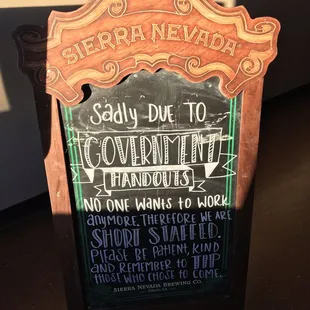 SIERRA NEVADA
Sadly DUE TO
GOVERNMENT
HANDOUTS
NO ONE WANTS TO WORK
ANYMORE, THEREFORE WE ARE
SHORT STAFFED.
PLEASE BE PATIENT, KIND
AND REMEMBER TO TIP
THOSE WHO CHOSE TO COME.
SIERRA NEVADA BREWING CO.